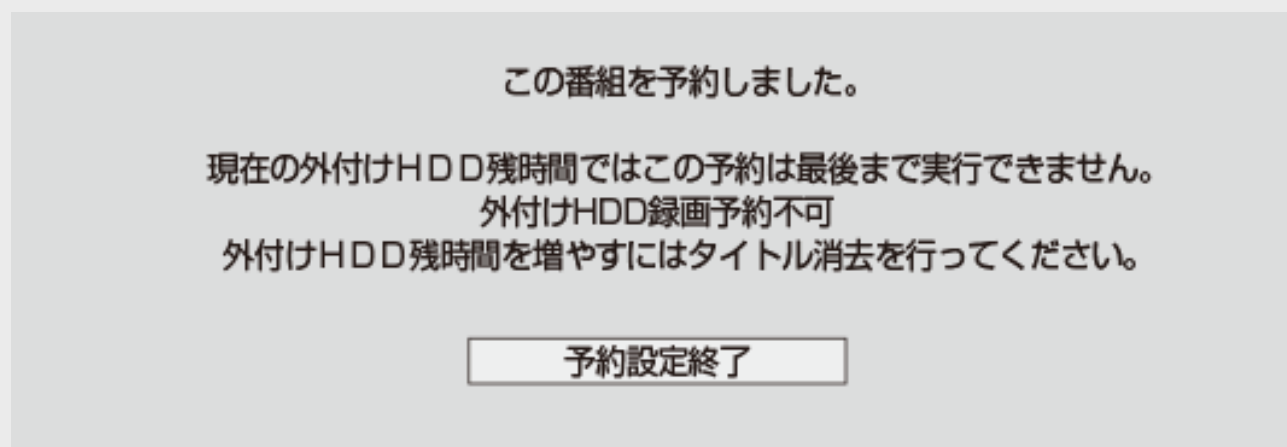 この番組を予約しました。
現在の外付けＨＤＤ残時間ではこの予約は最後まで実行できません。
外付けHDD録画予約不可
外付けＨＤＤ残時間を増やすにはタイトル消去を行ってください。
予約設定終了